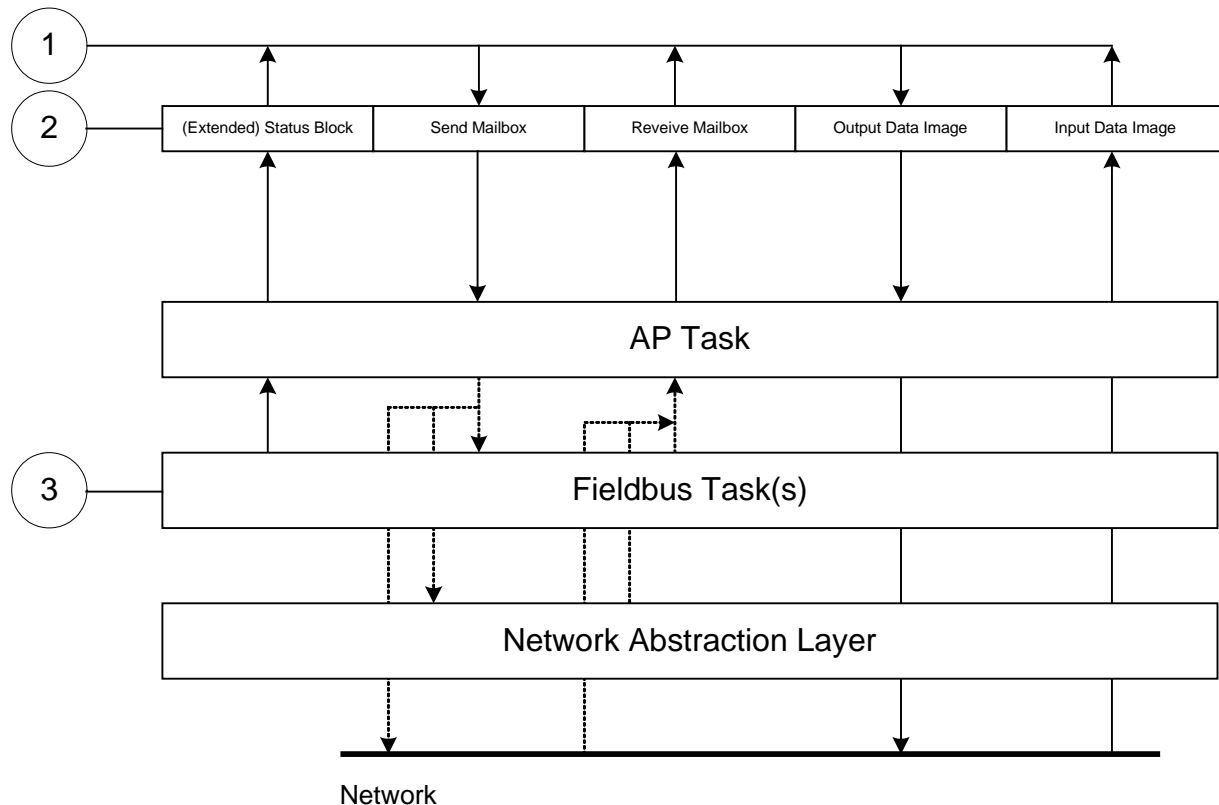 1
2
(Extended) Status Block
Send Mailbox
Reveive Mailbox
Output Data Image
Input Data Image
AP Task
3
Fieldbus Task(s)
Network Abstraction Layer
Network